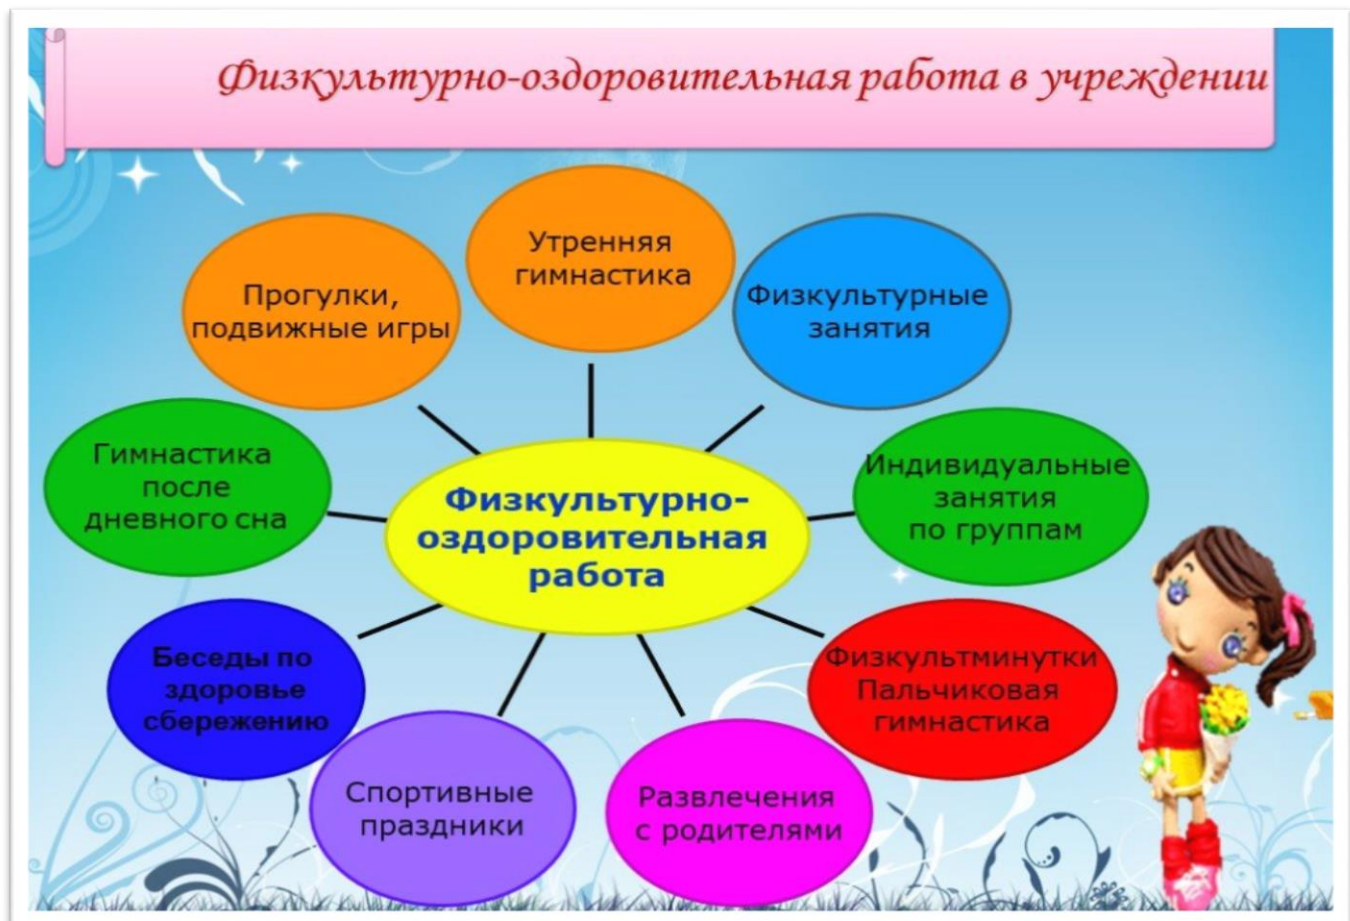 Физкультурно-оздоровительная работа в учреждении
Утренняя
гимнастика
Прогулки,
подвижные игры
Физкультурные
занятия
Гимнастика
после
дневного сна
Индивидуальные
занятия
по группам
Физкультурно-
оздоровительная
работа
Беседы по
здоровье
сбережению
Физкультминутки
Пальчиковая
гимнастика
Спортивные
праздники
Развлечения
с родителями